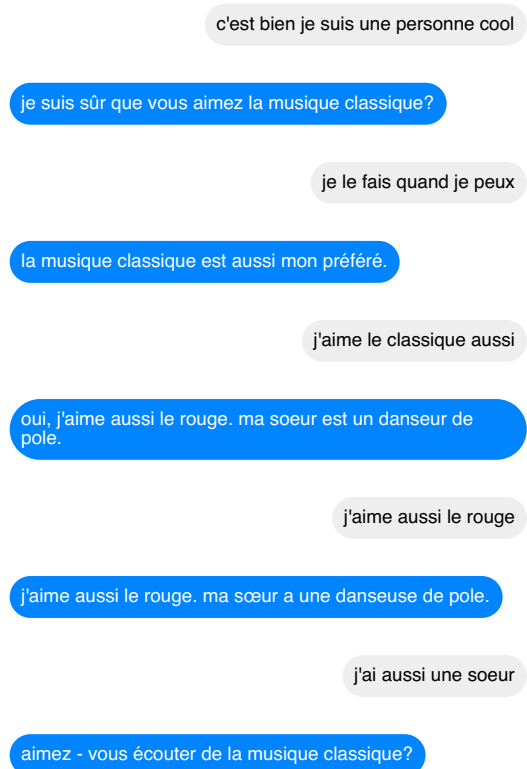 c'est bien je suis une personne cool
je suis sûr que vous aimez la musique classique?
je le fais quand je peux
la musique classique est aussi mon préféré.
j'aime le classique aussi
oui, j'aime aussi le rouge. ma soeur est un danseur de
pole.
j'aime aussi le rouge
j'aime aussi le rouge. ma sœur a une danseuse de pole.
j'ai aussi une soeur
aimez - vous écouter de la musique classique?